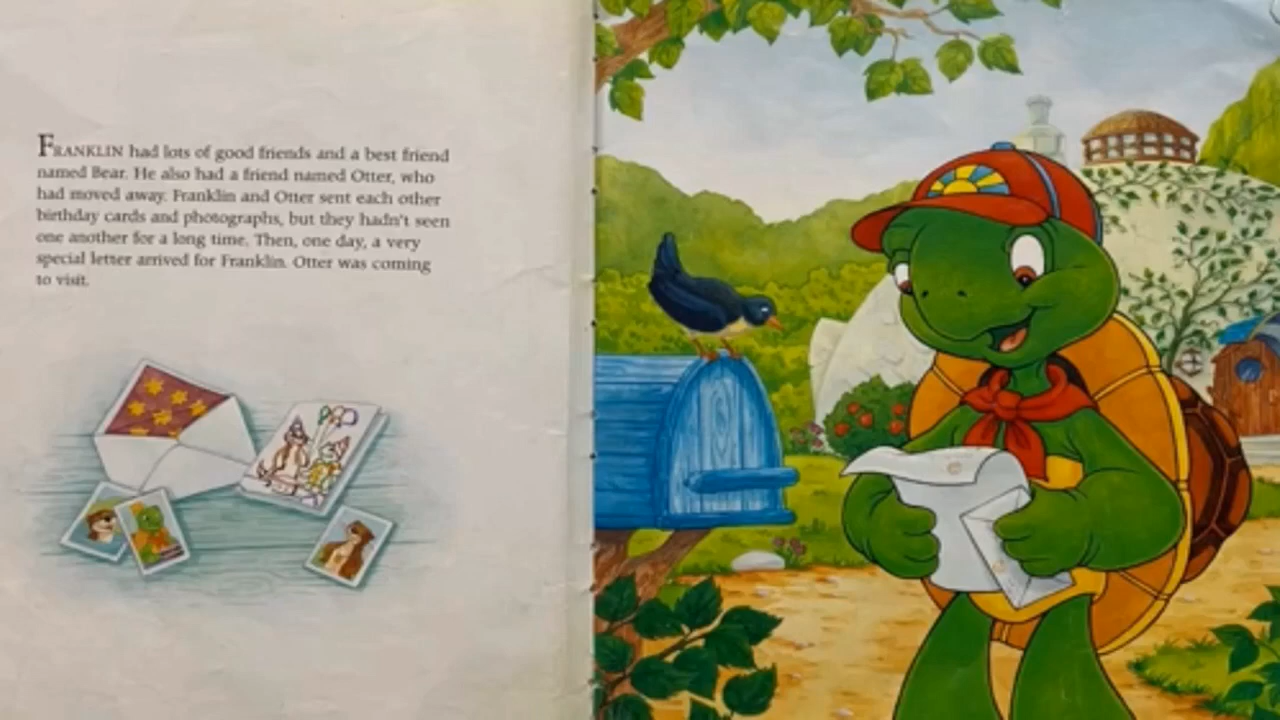 FRANKLIN had lots of good friends and a best friend
named Bear. He also had a friend named Otter, who
had moved away. Franklin and Otter sent each other
birthday cards and photographs, but they hadn't seen
one another for a long time. Then, one day, a very
special letter arrived for Franklin. Otter was coming
to visit.